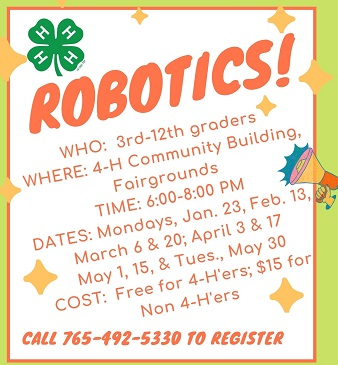 H H
H H
ROBOTICS!
WHO: 3rd-12th graders
WHERE: 4-H Community Building,
Fairgrounds
TIME: 6:00-8:00 PM
DATES: Mondays, Jan. 23, Feb. 13,
March 6 & 20; April 3 & 17
May 1, 15, & Tues., May 30
COST: Free for 4-H'ers; $15 for
Non 4-H'ers
CALL 765-492-5330 TO REGISTER